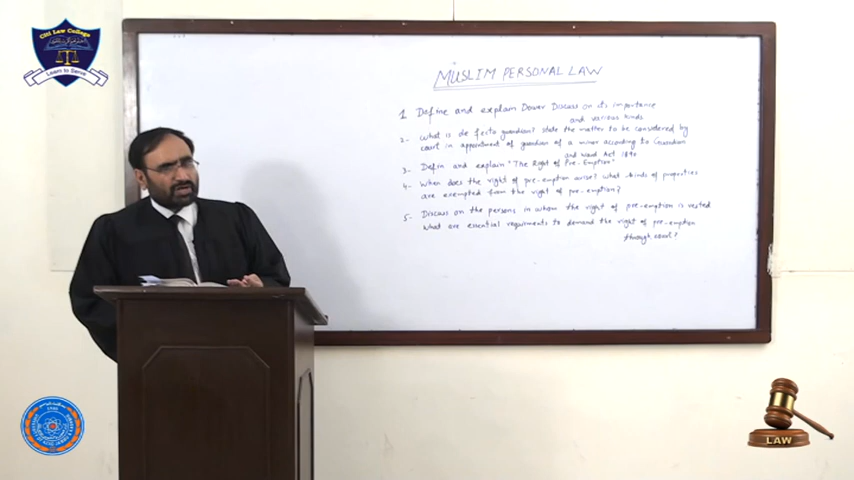 Citi Law College
Learn to Serve
MUSLIM PERSONAL LAW
1 Define and explain Dower Discuss on its importance
and various kinds
2- What is de fecto guardian? state the matter to be considered by
court in appointment of guardian of a minor according to Guardian
and Ward Act 1890
3- Defin and explain "The Right of Pre-Emption"
4- When does the right of pre-emption arise? What kinds of properties
are exempted from the right of pre-emption?
5- Discuss on the persons in whom the right of pre-emption is vested
What are essential requirments to demand the right of pre-emption
through court?
LAW